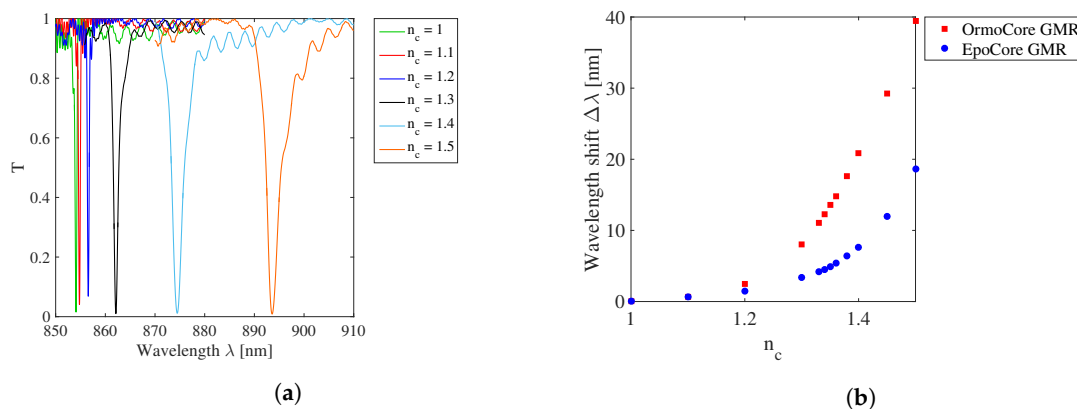 1
0.8
0.6
0.4
0.2
0
T
850 860 870 880 890 900 910
Wavelength λ [nm]
n_c = 1
n_c = 1.1
n_c = 1.2
n_c = 1.3
n_c = 1.4
n_c = 1.5
(a)
40
30
20
10
0
Wavelength shift Δλ [nm]
1 1.2 1.4
n_c
OrmoCore GMR
EpoCore GMR
(b)